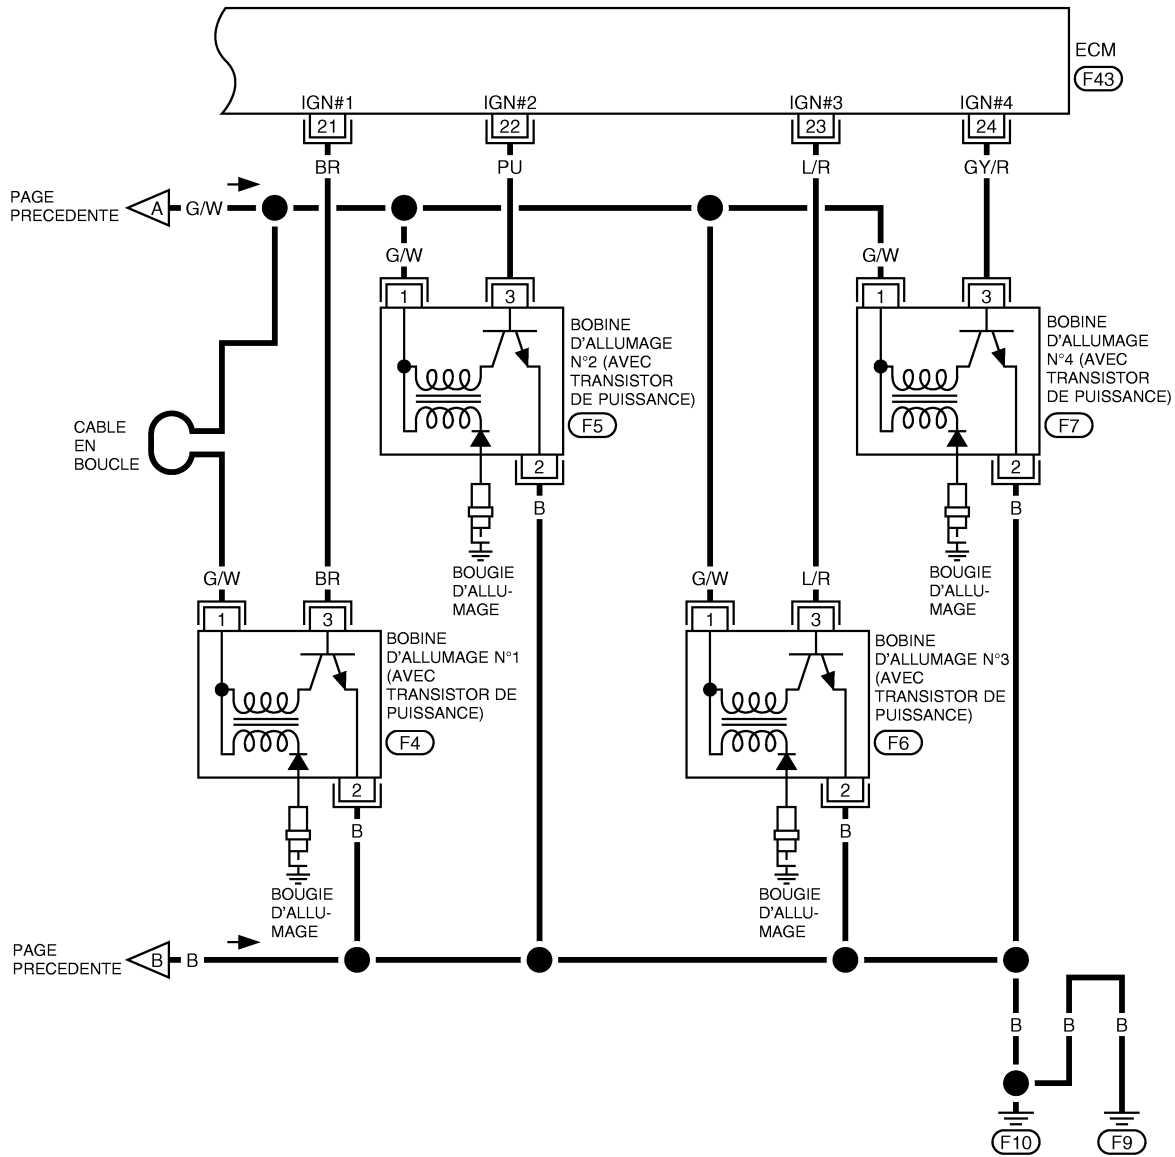 ECM
F43
IGN#1
IGN#2
IGN#3
IGN#4
21
22
23
24
BR
PU
L/R
GY/R
PAGE
PRECEDENTE
A
G/W
G/W
G/W
1
3
BOBINE
D'ALLUMAGE
N°2 (AVEC
TRANSISTOR
DE PUISSANCE)
F5
2
B
1
3
BOBINE
D'ALLUMAGE
N°4 (AVEC
TRANSISTOR
DE PUISSANCE)
F7
2
B
CABLE
EN
BOUCLE
BOUGIE
D'ALLU-
MAGE
BOUGIE
D'ALLU-
MAGE
G/W
BR
G/W
L/R
1
3
BOBINE
D'ALLUMAGE N°1
(AVEC
TRANSISTOR DE
PUISSANCE)
F4
2
B
1
3
BOBINE
D'ALLUMAGE N°3
(AVEC
TRANSISTOR DE
PUISSANCE)
F6
2
B
BOUGIE
D'ALLU-
MAGE
BOUGIE
D'ALLU-
MAGE
PAGE
PRECEDENTE
B
B
B
B
B
F10
F9